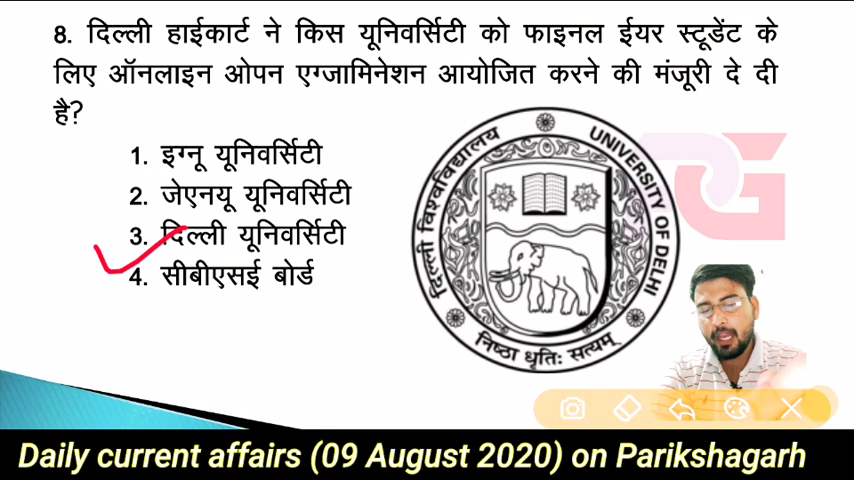 8. दिल्ली हाईकार्ट ने किस यूनिवर्सिटी को फाइनल ईयर स्टूडेंट के
लिए ऑनलाइन ओपन एग्जामिनेशन आयोजित करने की मंजूरी दे दी
है?
1. इग्नू यूनिवर्सिटी
2. जेएनयू यूनिवर्सिटी
3. दिल्ली यूनिवर्सिटी
4. सीबीएसई बोर्ड
दिल्ली विश्वविद्यालय
UNIVERSITY OF DELHI
निष्ठा धृतिः सत्यम्
Daily current affairs (09 August 2020) on Parikshagarh